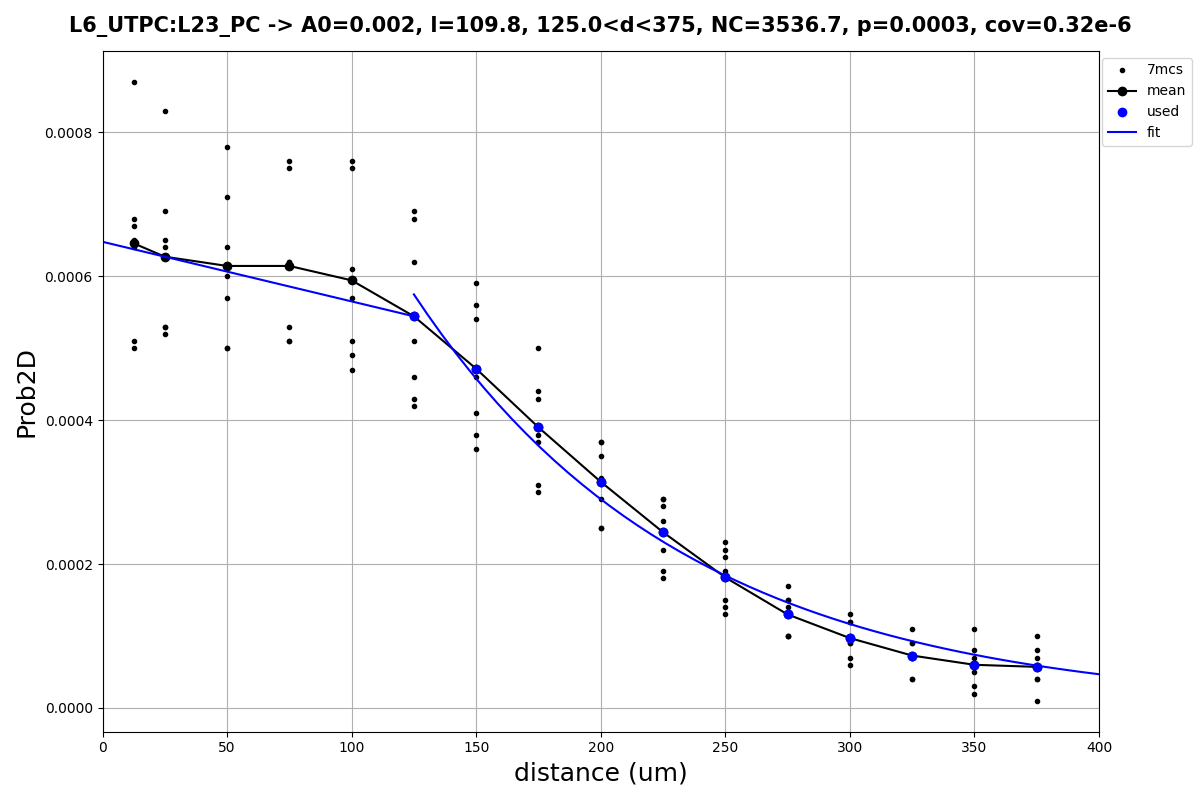 L6_UTPC:L23_PC -> A0=0.002, l=109.8, 125.0<d<375, NC=3536.7, p=0.0003, cov=0.32e-6
7mcs
mean
used
fit
Prob2D
0.0008
0.0006
0.0004
0.0002
0.0000
0 50 100 150 200 250 300 350 400
distance (um)